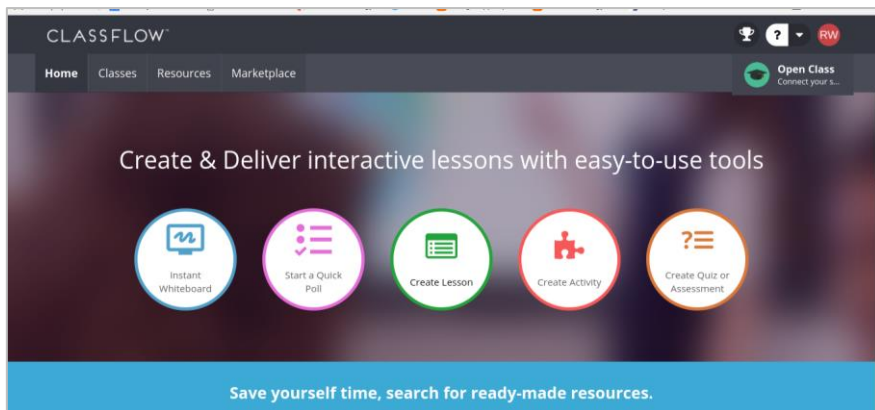 CLASSFLOW
? RW
Home Classes Resources Marketplace
Open Class
Connect your s...
Create & Deliver interactive lessons with easy-to-use tools
Instant
Whiteboard
Start a Quick
Poll
Create Lesson
Create Activity
?
Create Quiz or
Assessment
Save yourself time, search for ready-made resources.